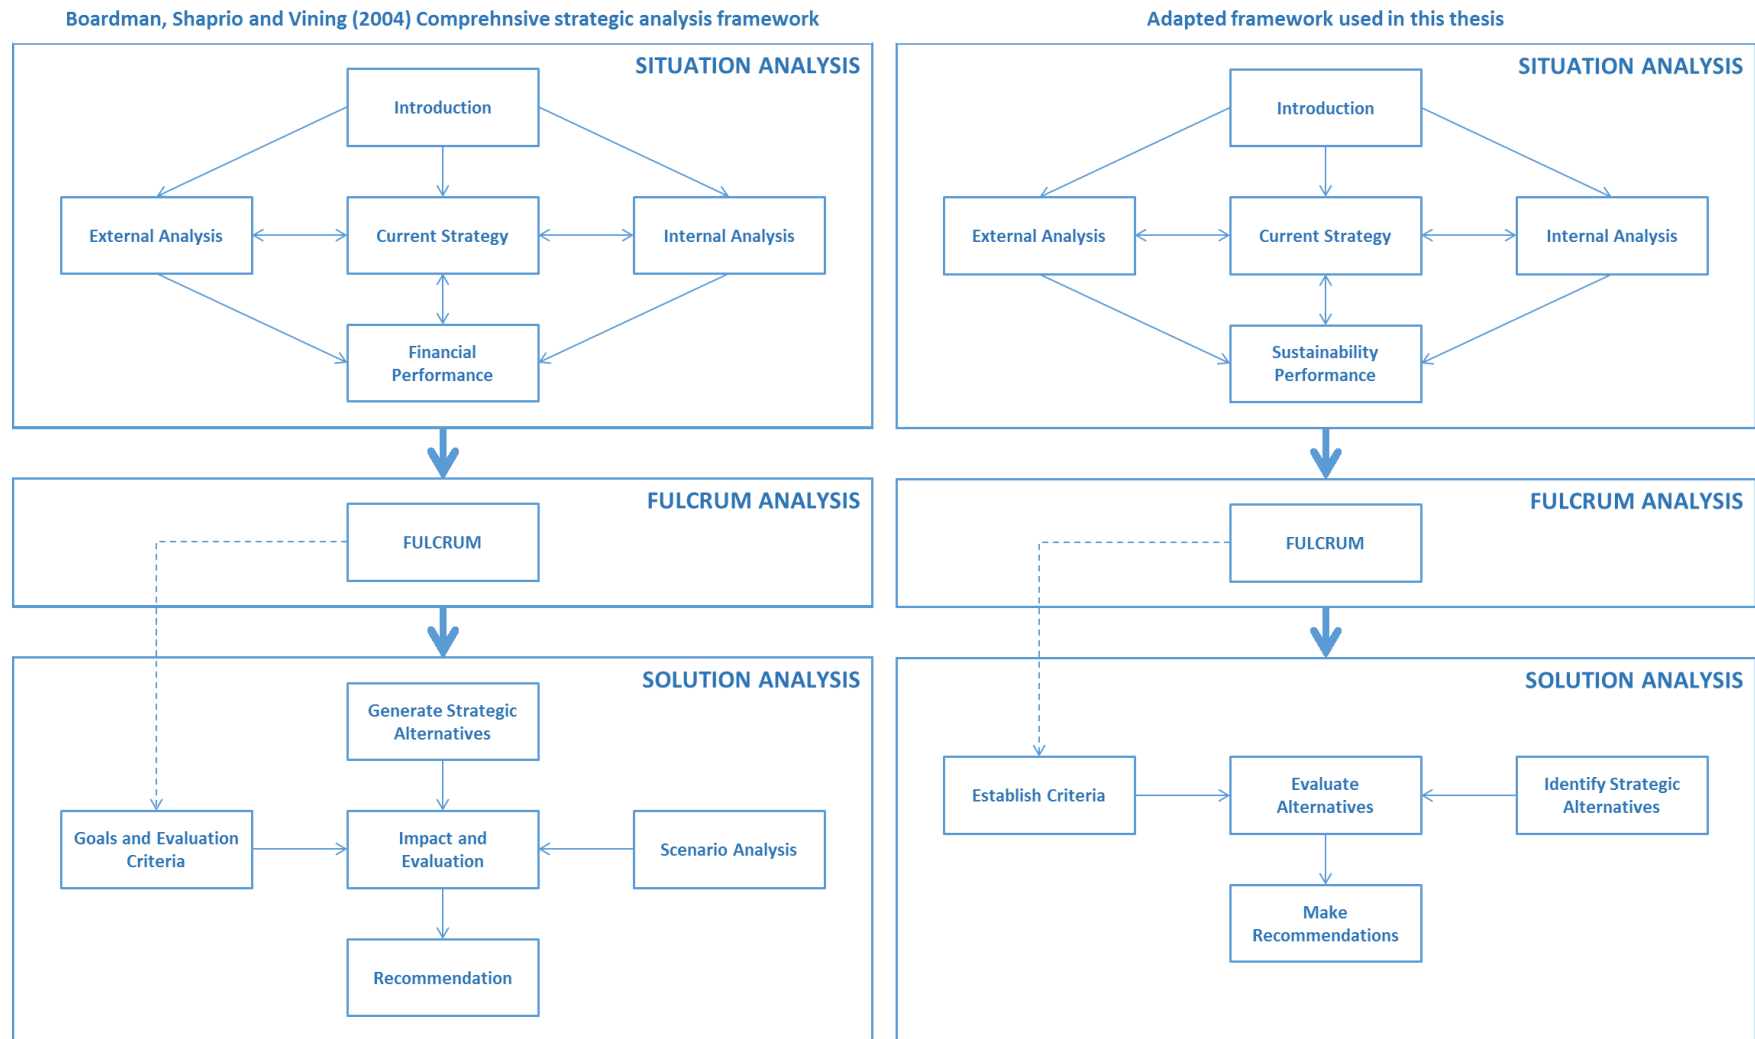 Boardman, Shaprio and Vining (2004) Comprehnsive strategic analysis framework
SITUATION ANALYSIS
Introduction
External Analysis
Current Strategy
Internal Analysis
Financial
Performance
FULCRUM ANALYSIS
FULCRUM
SOLUTION ANALYSIS
Generate Strategic
Alternatives
Goals and Evaluation
Criteria
Impact and
Evaluation
Scenario Analysis
Recommendation
Adapted framework used in this thesis
SITUATION ANALYSIS
Introduction
External Analysis
Current Strategy
Internal Analysis
Sustainability
Performance
FULCRUM ANALYSIS
FULCRUM
SOLUTION ANALYSIS
Establish Criteria
Evaluate
Alternatives
Identify Strategic
Alternatives
Make
Recommendations